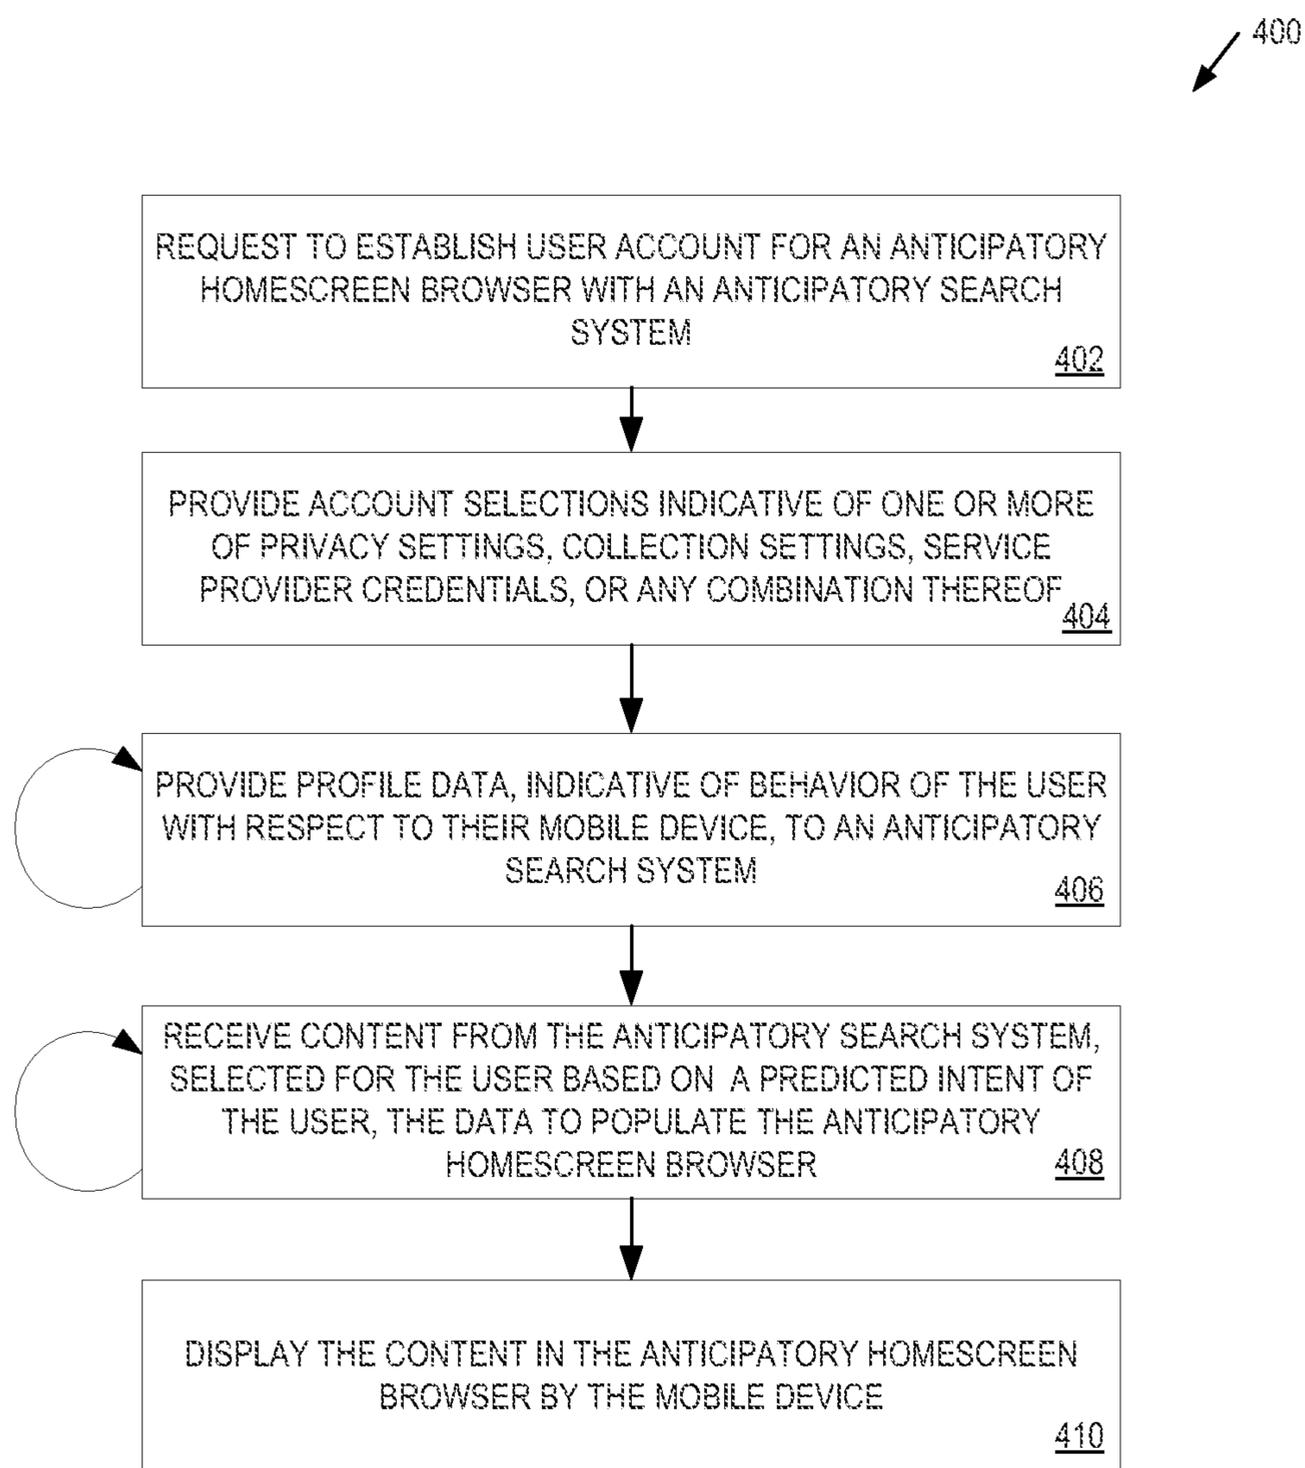 400
REQUEST TO ESTABLISH USER ACCOUNT FOR AN ANTICIPATORY
HOMESCREEN BROWSER WITH AN ANTICIPATORY SEARCH
SYSTEM
402
PROVIDE ACCOUNT SELECTIONS INDICATIVE OF ONE OR MORE
OF PRIVACY SETTINGS, COLLECTION SETTINGS, SERVICE
PROVIDER CREDENTIALS, OR ANY COMBINATION THEREOF
404
PROVIDE PROFILE DATA, INDICATIVE OF BEHAVIOR OF THE USER
WITH RESPECT TO THEIR MOBILE DEVICE, TO AN ANTICIPATORY
SEARCH SYSTEM
406
RECEIVE CONTENT FROM THE ANTICIPATORY SEARCH SYSTEM,
SELECTED FOR THE USER BASED ON A PREDICTED INTENT OF
THE USER, THE DATA TO POPULATE THE ANTICIPATORY
HOMESCREEN BROWSER
408
DISPLAY THE CONTENT IN THE ANTICIPATORY HOMESCREEN
BROWSER BY THE MOBILE DEVICE
410